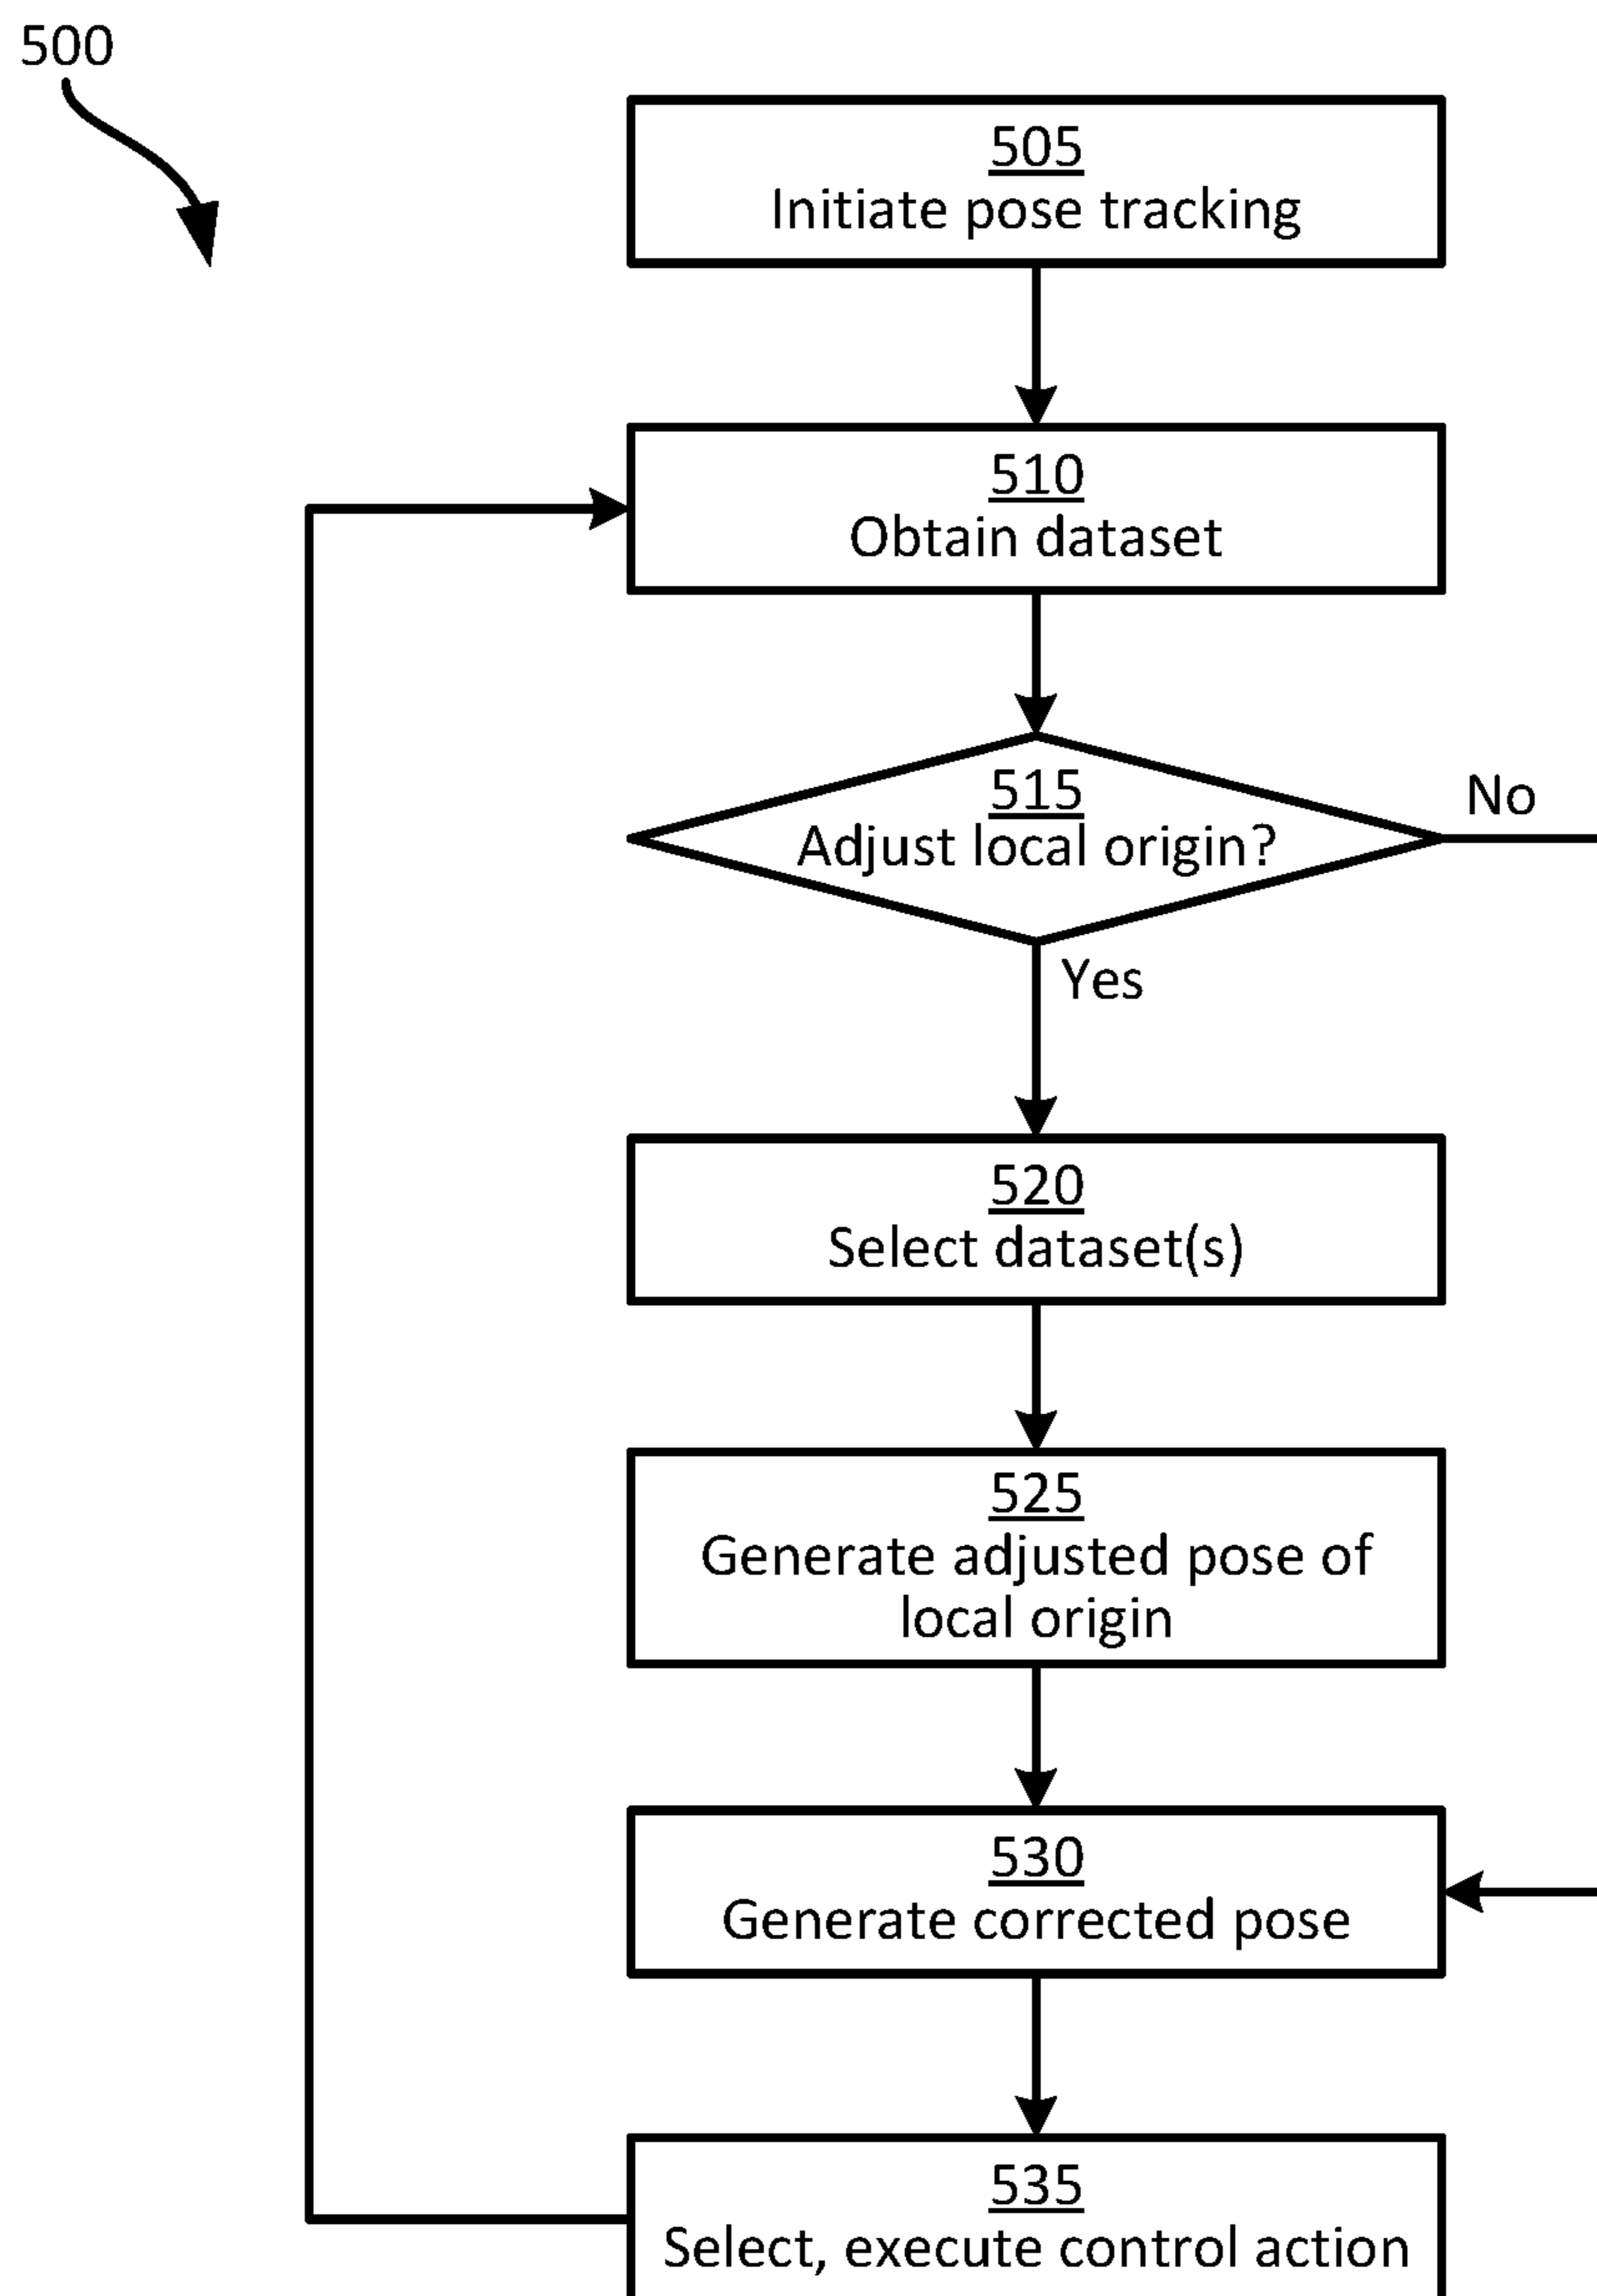 500
505
Initiate pose tracking
510
Obtain dataset
515
Adjust local origin?
No
Yes
520
Select dataset(s)
525
Generate adjusted pose of
local origin
530
Generate corrected pose
535
Select, execute control action